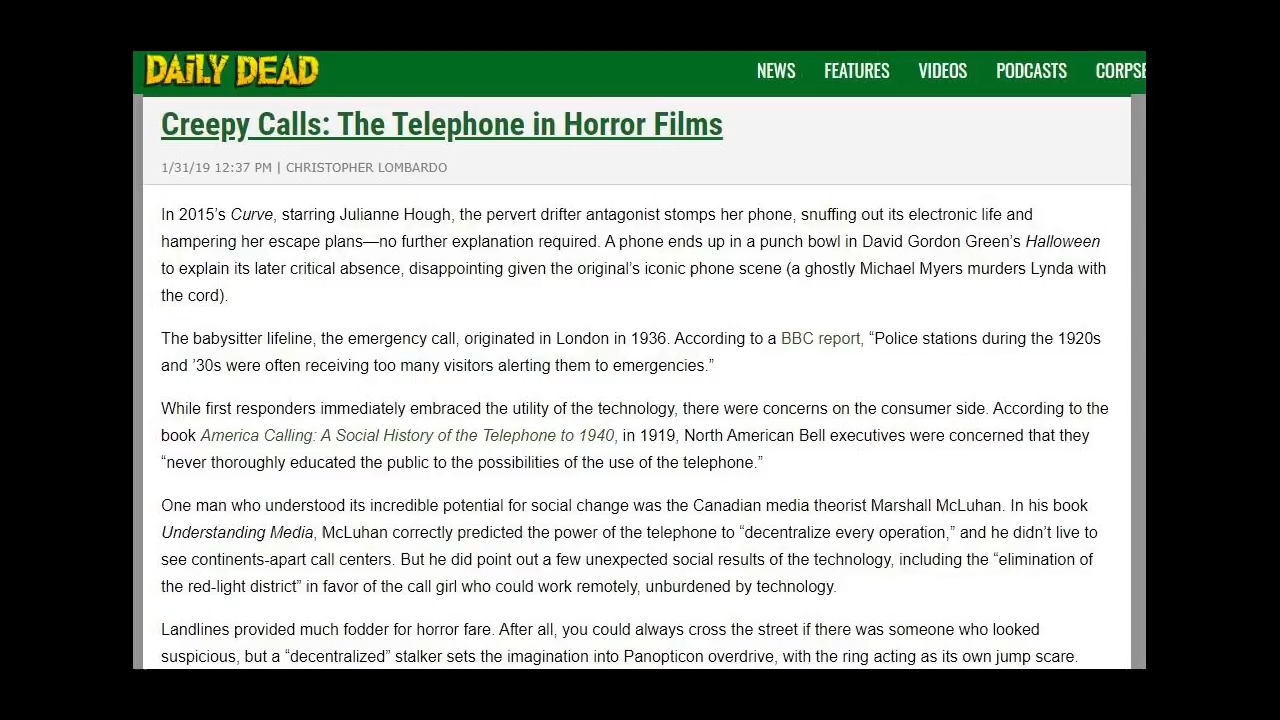 DAILY DEAD
NEWS FEATURES VIDEOS PODCASTS CORPSE
Creepy Calls: The Telephone in Horror Films
1/31/19 12:37 PM | CHRISTOPHER LOMBARDO
In 2015’s Curve, starring Julianne Hough, the pervert drifter antagonist stomps her phone, snuffing out its electronic life and
hampering her escape plans—no further explanation required. A phone ends up in a punch bowl in David Gordon Green’s Halloween
to explain its later critical absence, disappointing given the original’s iconic phone scene (a ghostly Michael Myers murders Lynda with
the cord).
The babysitter lifeline, the emergency call, originated in London in 1936. According to a BBC report, “Police stations during the 1920s
and ’30s were often receiving too many visitors alerting them to emergencies.”
While first responders immediately embraced the utility of the technology, there were concerns on the consumer side. According to the
book America Calling: A Social History of the Telephone to 1940, in 1919, North American Bell executives were concerned that they
“never thoroughly educated the public to the possibilities of the use of the telephone.”
One man who understood its incredible potential for social change was the Canadian media theorist Marshall McLuhan. In his book
Understanding Media, McLuhan correctly predicted the power of the telephone to “decentralize every operation,” and he didn’t live to
see continents-apart call centers. But he did point out a few unexpected social results of the technology, including the “elimination of
the red-light district” in favor of the call girl who could work remotely, unburdened by technology.
Landlines provided much fodder for horror fare. After all, you could always cross the street if there was someone who looked
suspicious, but a “decentralized” stalker sets the imagination into Panopticon overdrive, with the ring acting as its own jump scare.